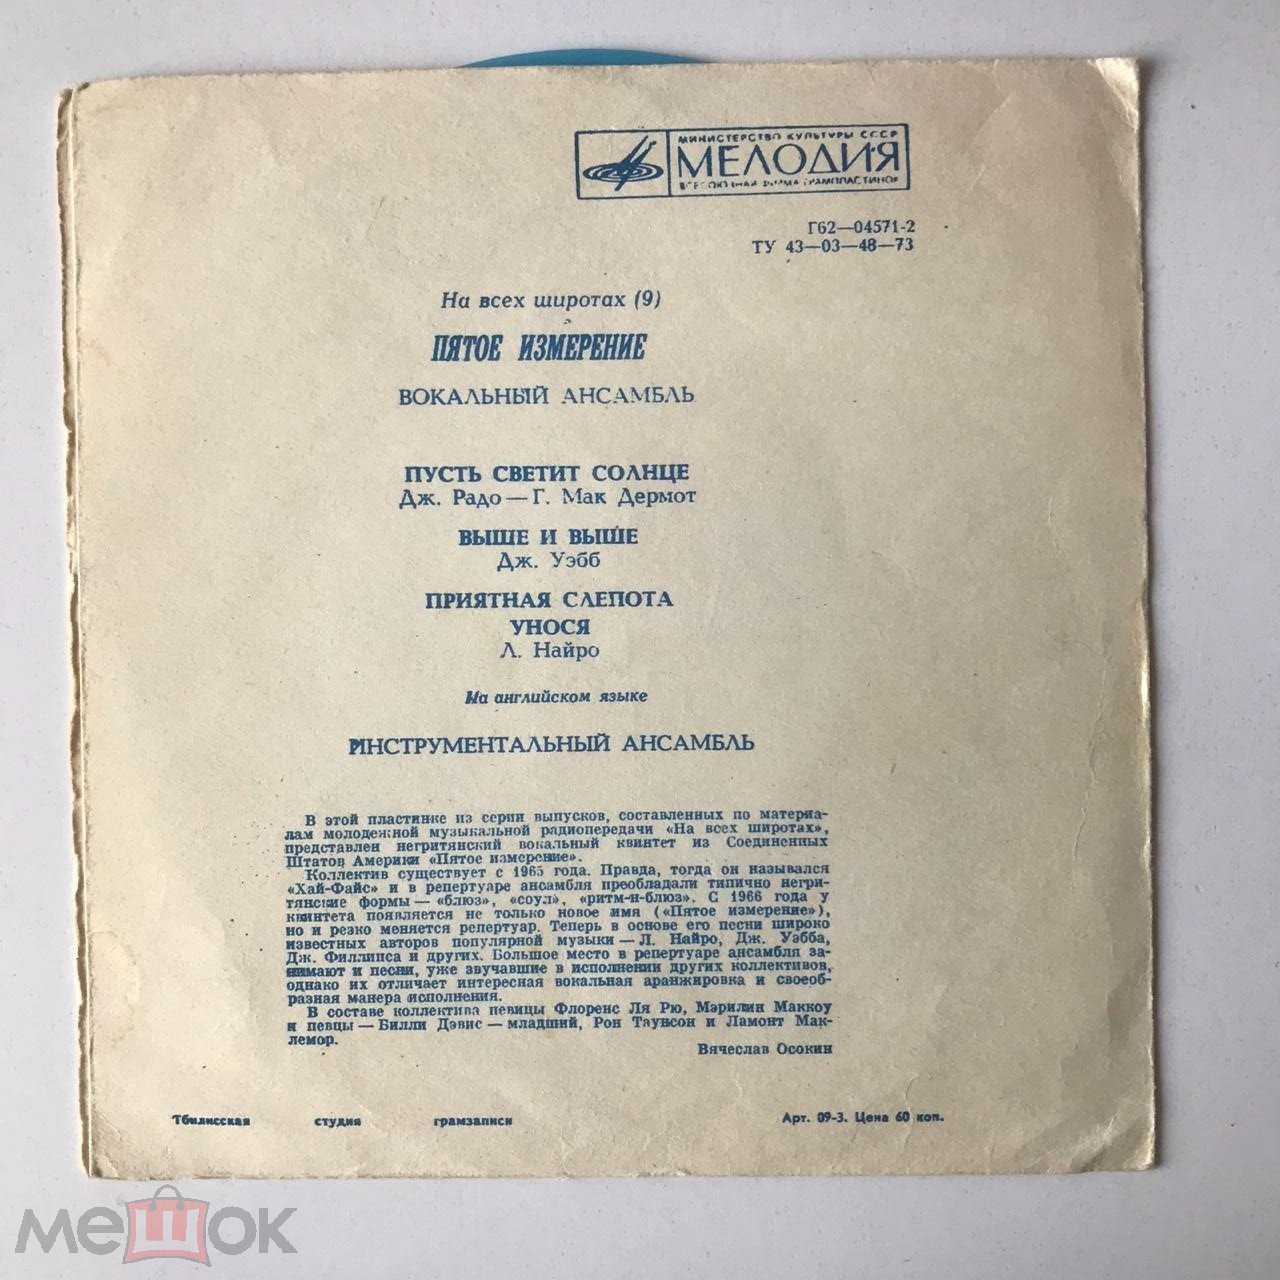 МИНИСТЕРСТВО КУЛЬТУРЫ СССР
МЕЛОДИЯ
ВСЕСОЮЗНАЯ ФИРМА ГРАМПЛАСТИНОК
Г62—04571-2
ТУ 43—03—48—73
На всех широтах (9)
ПЯТОЕ ИЗМЕРЕНИЕ
ВОКАЛЬНЫЙ АНСАМБЛЬ
ПУСТЬ СВЕТИТ СОЛНЦЕ
Дж. Радо — Г. Мак Дермот
ВЫШЕ И ВЫШЕ
Дж. Уэбб
ПРИЯТНАЯ СЛЕПОТА
УНОСЯ
Л. Найро
На английском языке
ИНСТРУМЕНТАЛЬНЫЙ АНСАМБЛЬ
В этой пластинке из серии выпусков, составленных по материа-
лам молодежной музыкальной радиопередачи «На всех широтах»,
представлен негритянский вокальный квинтет из Соединенных
Штатов Америки «Пятое измерение».
Коллектив существует с 1965 года. Правда, тогда он назывался
«Хай-Файс» и в репертуаре ансамбля преобладали типично негри-
тянские формы — «блюз», «соул», «ритм-н-блюз». С 1966 года у
квинтета появляется не только новое имя («Пятое измерение»),
но и резко меняется репертуар. Теперь в основе его песни широко
известных авторов популярной музыки — Л. Найро, Дж. Уэбба,
Дж. Филлипса и других. Большое место в репертуаре ансамбля за-
нимают и песни, уже звучавшие в исполнении других коллективов,
однако их отличает интересная вокальная аранжировка и своеоб-
разная манера исполнения.
В составе коллектива певицы Флоренс Ля Рю, Мэрилин Маккоу
и певцы — Билли Дэвис — младший, Рон Таунсон и Ламонт Мак-
лемор.
Вячеслав Осокин
Тбилисская студия грамзаписи
Арт. 09-3. Цена 60 коп.
мешок